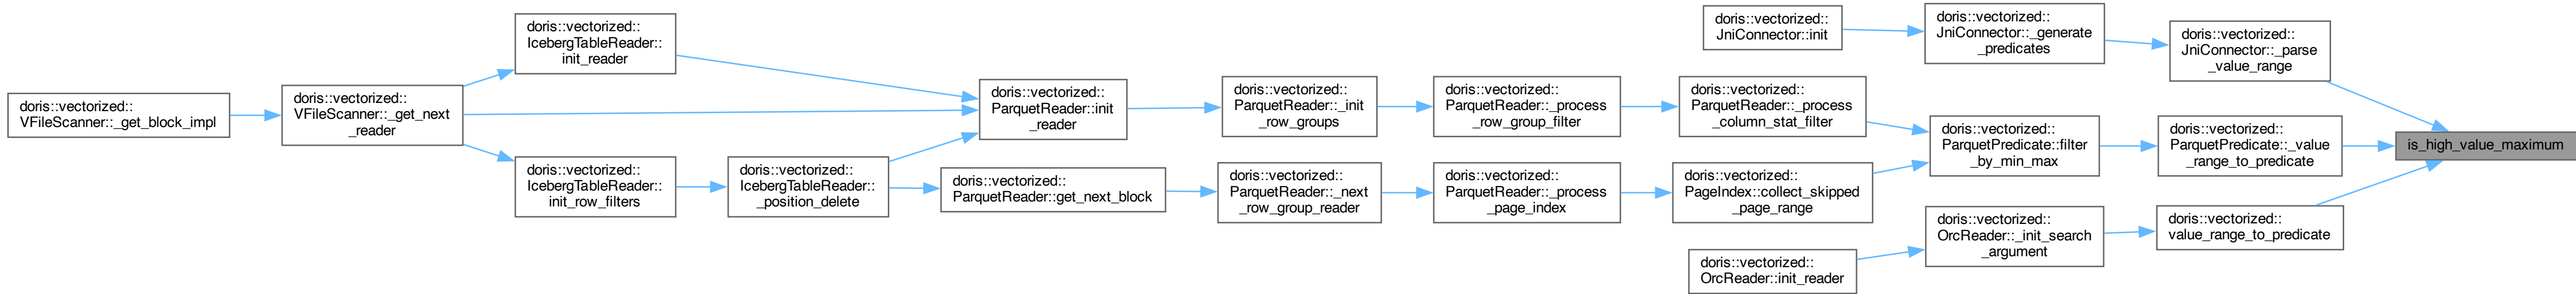 doris::vectorized::
VFileScanner::_get_block_impl
doris::vectorized::
VFileScanner::_get_next
_reader
doris::vectorized::
IcebergTableReader::
init_reader
doris::vectorized::
IcebergTableReader::
init_row_filters
doris::vectorized::
IcebergTableReader::
_position_delete
doris::vectorized::
ParquetReader::init
_reader
doris::vectorized::
ParquetReader::get_next_block
doris::vectorized::
ParquetReader::_init
_row_groups
doris::vectorized::
ParquetReader::_next
_row_group_reader
doris::vectorized::
ParquetReader::_process
_row_group_filter
doris::vectorized::
ParquetReader::_process
_page_index
doris::vectorized::
JniConnector::init
doris::vectorized::
ParquetReader::_process
_column_stat_filter
doris::vectorized::
PageIndex::collect_skipped
_page_range
doris::vectorized::
OrcReader::init_reader
doris::vectorized::
JniConnector::_generate
_predicates
doris::vectorized::
ParquetPredicate::filter
_by_min_max
doris::vectorized::
OrcReader::_init_search
_argument
doris::vectorized::
JniConnector::_parse
_value_range
doris::vectorized::
ParquetPredicate::_value
_range_to_predicate
doris::vectorized::
value_range_to_predicate
is_high_value_maximum